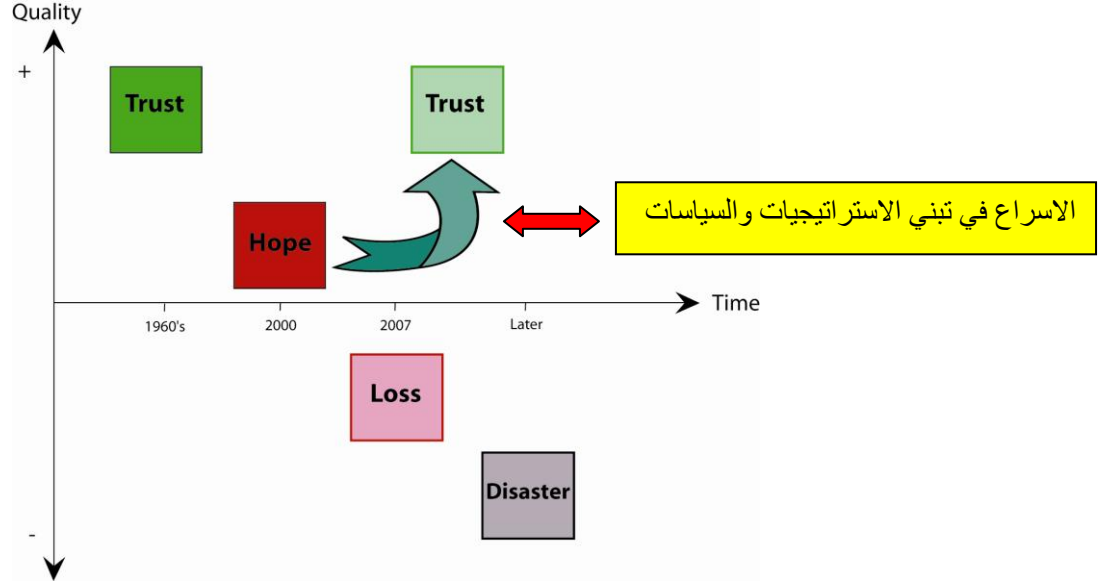 Quality
+
Trust
Trust
الاسراع في تبني الاستراتيجيات والسياسات
Hope
Time
1960's
2000
2007
Later
Loss
Disaster
-